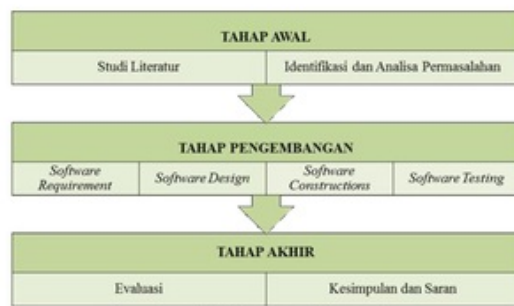 TAHAP AWAL
Studi Literatur
Identifikasi dan Analisa Permasalahan
TAHAP PENGEMBANGAN
Software
Requirement
Software Design
Software
Constructions
Software Testing
TAHAP AKHIR
Evaluasi
Kesimpulan dan Saran